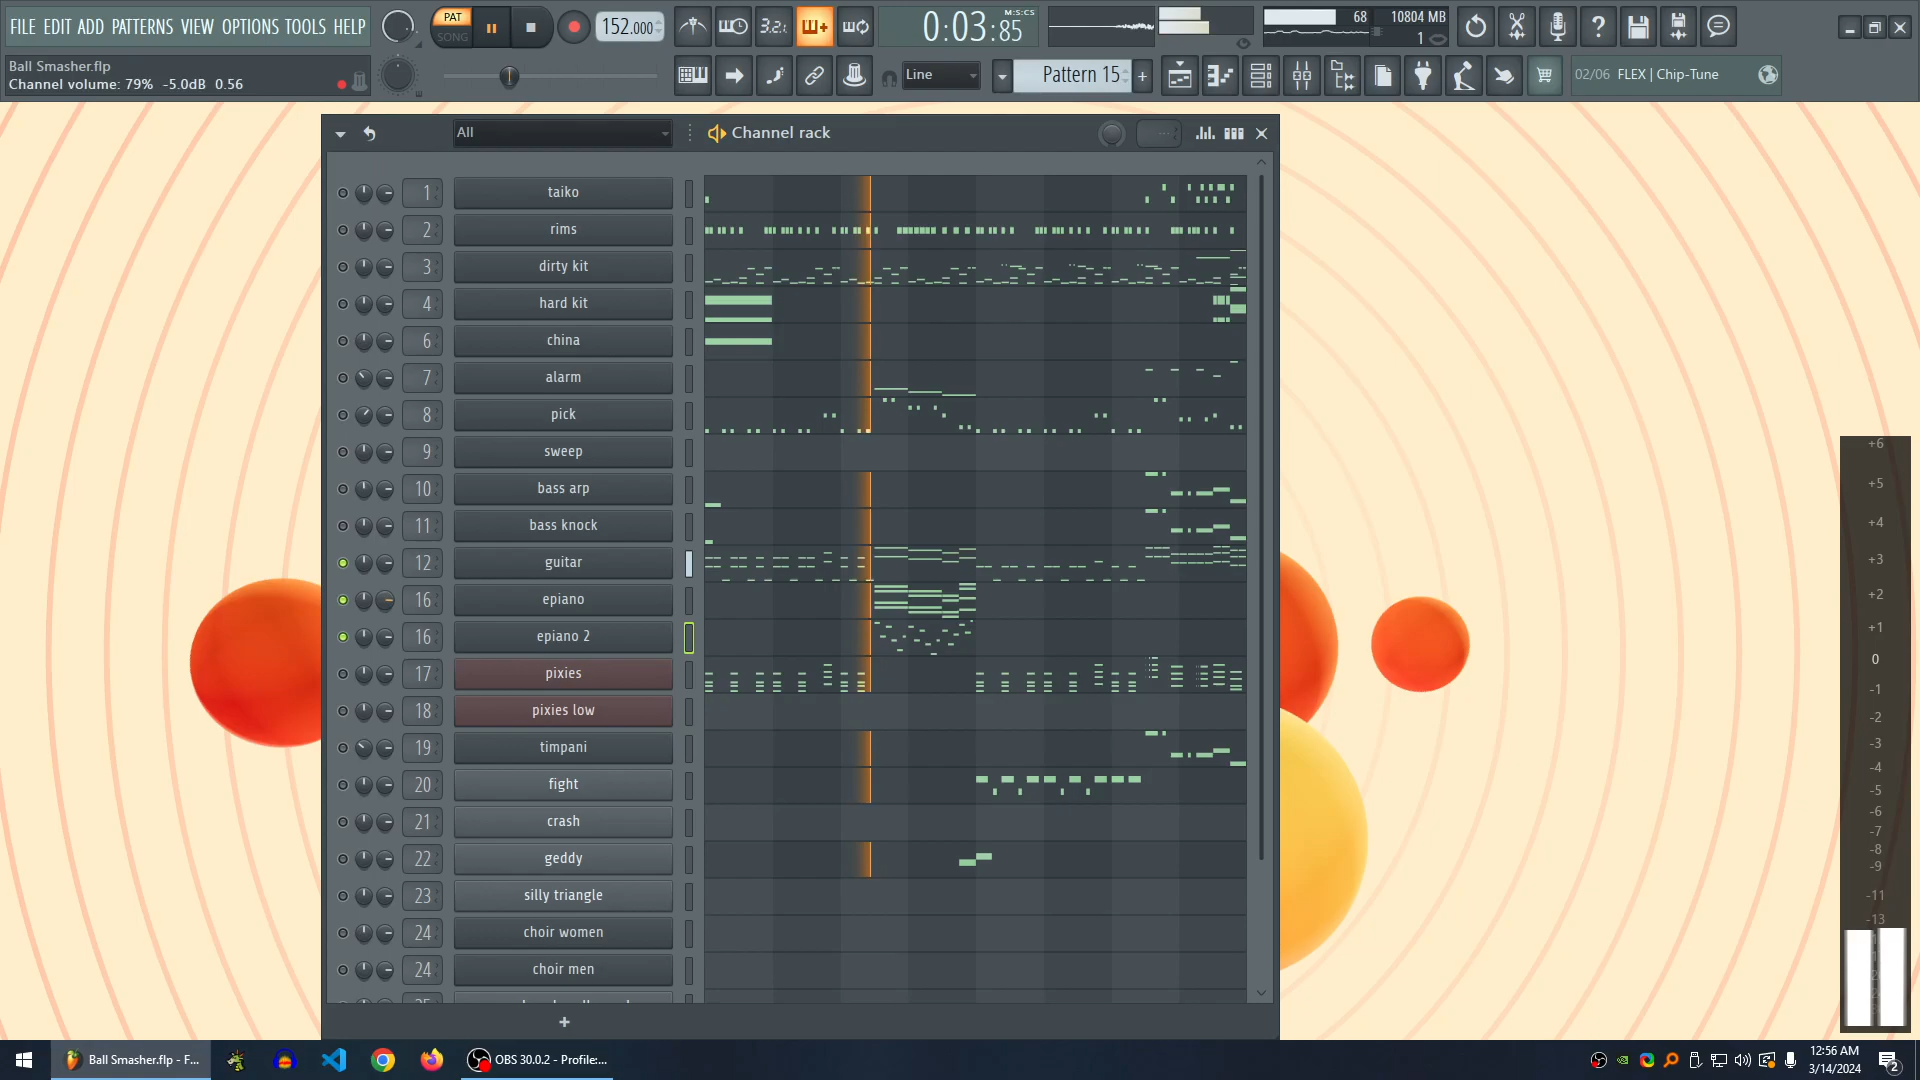 FILE EDIT ADD PATTERNS VIEW OPTIONS TOOLS HELP
PAT
SONG
152.000
3.2.1
0:03:85
M:S:CS
68
10804 MB
1
Ball Smasher.flp
Channel volume: 79% -5.0dB 0.56
Line
Pattern 15
+
02/06 FLEX | Chip-Tune
All
Channel rack
1 taiko
2 rims
3 dirty kit
4 hard kit
6 china
7 alarm
8 pick
9 sweep
10 bass arp
11 bass knock
12 guitar
16 epiano
16 epiano 2
17 pixies
18 pixies low
19 timpani
20 fight
21 crash
22 geddy
23 silly triangle
24 choir women
24 choir men
+
+6
+5
+4
+3
+2
+1
0
-1
-2
-3
-4
-5
-6
-7
-8
-9
-11
-13
Ball Smasher.flp - F...
OBS 30.0.2 - Profile:...
12:56 AM
3/14/2024
2